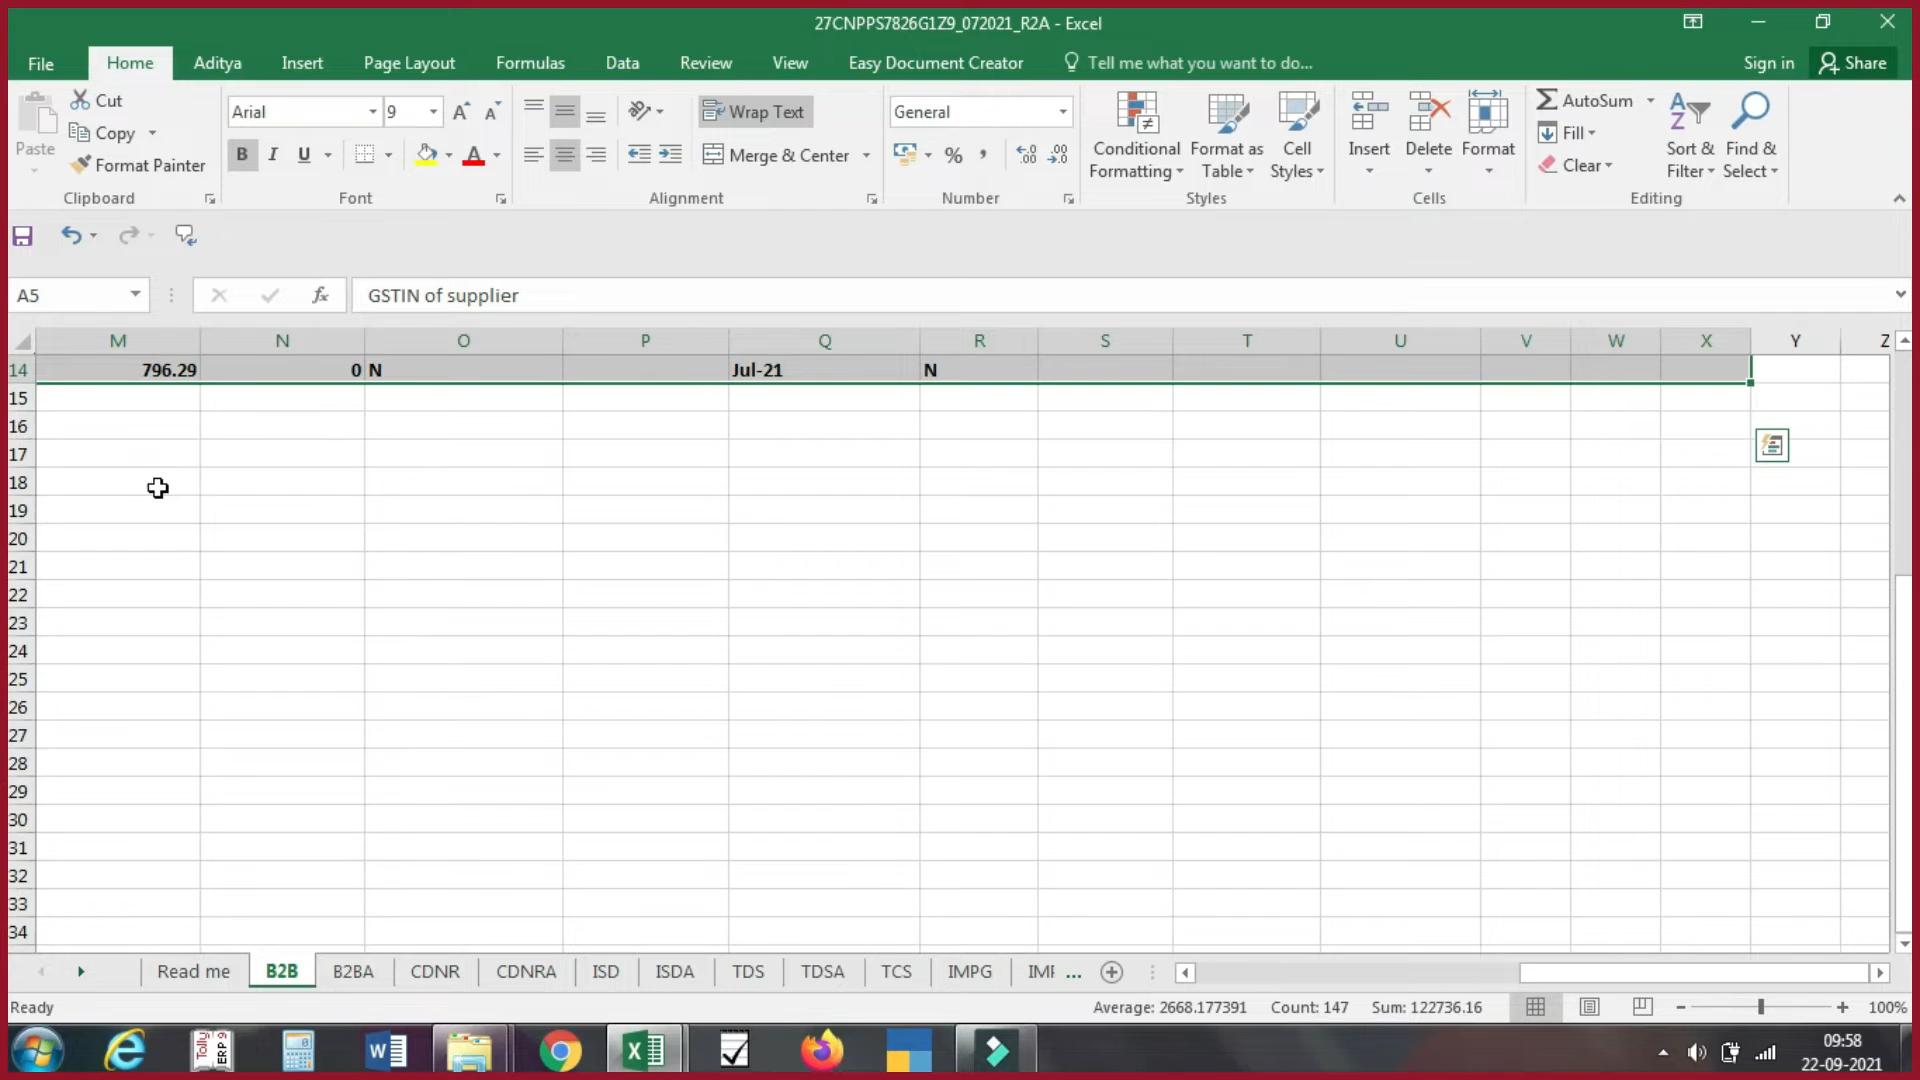 27CNPPS7826G1Z9_072021_R2A - Excel
File Home Aditya Insert Page Layout Formulas Data Review View Easy Document Creator Tell me what you want to do... Sign in Share
Paste
Cut
Copy
Format Painter
Clipboard
Arial 9
B I U
Font
Wrap Text
Merge & Center
Alignment
General
%
Number
Conditional Formatting
Format as Table
Cell Styles
Styles
Insert Delete Format
Cells
AutoSum
Fill
Clear
Sort & Filter
Find & Select
Editing
A5 fx GSTIN of supplier
M N O P Q R S T U V W X Y Z
14 796.29 0 N Jul-21 N
15
16
17
18
19
20
21
22
23
24
25
26
27
28
29
30
31
32
33
34
Read me B2B B2BA CDNR CDNRA ISD ISDA TDS TDSA TCS IMPG ...
Ready Average: 2668.177391 Count: 147 Sum: 122736.16 100%
Tally ERP 9
09:58
22-09-2021